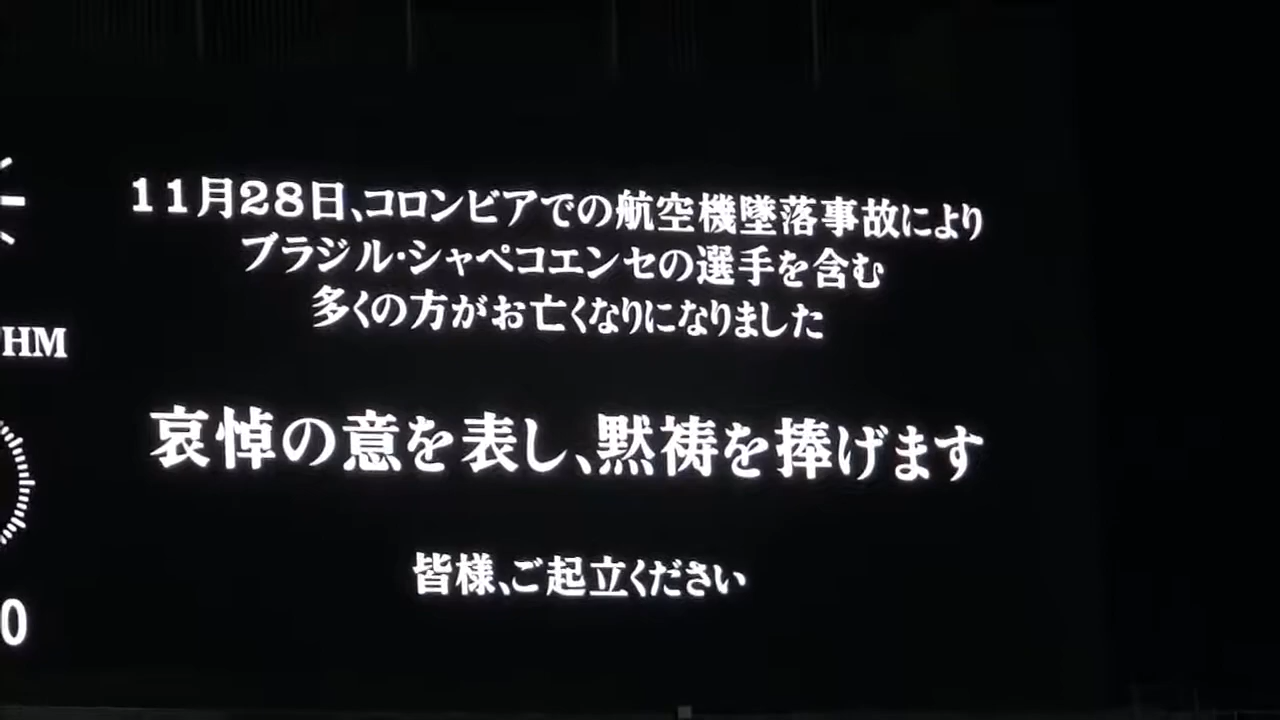 11月28日、コロンビアでの航空機墜落事故により
ブラジル・シャペコエンセの選手を含む
多くの方がお亡くなりになりました
HM
哀悼の意を表し、黙祷を捧げます
皆様、ご起立ください
0